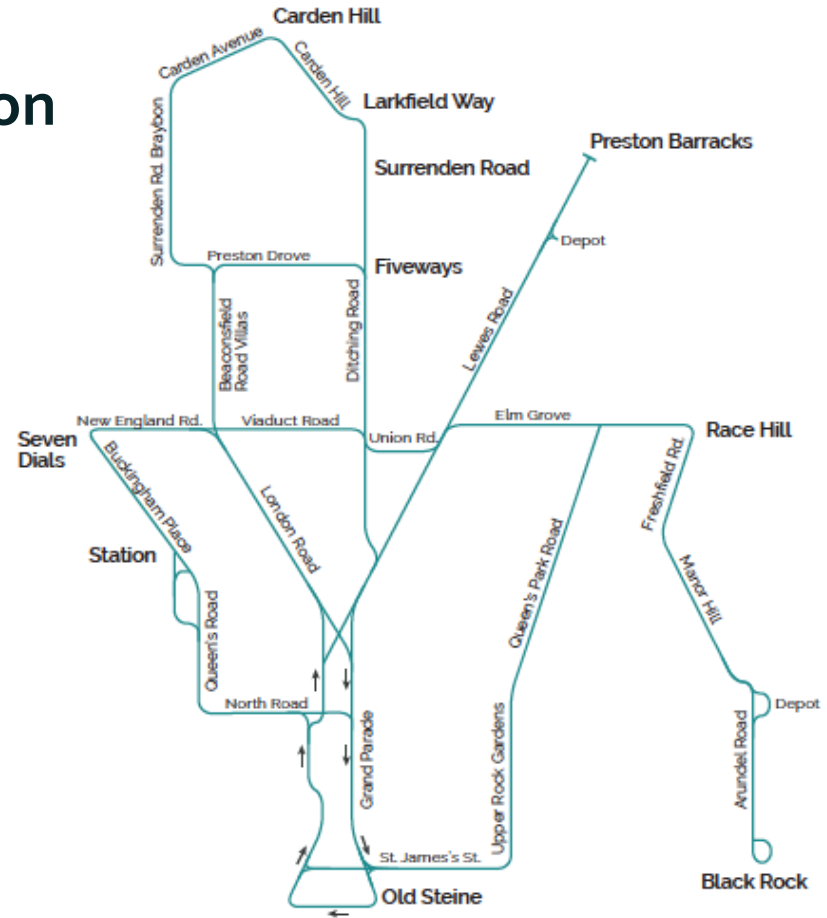 Carden Hill
Carden Avenue
Carden Hill
on
Larkfield Way
Surrenden Rd. Braybon
Preston Barracks
Surrenden Road
Depot
Preston Drove
Fiveways
Beaconsfield
Road Villas
Ditching Road
Lewes Road
New England Rd.
Viaduct Road
Union Rd.
Elm Grove
Race Hill
Seven
Dials
Buckingham Place
London Road
Freshfield Rd.
Station
Queen's Park Road
Manor Hill
Queen's Road
North Road
Depot
Grand Parade
Upper Rock Gardens
Arundel Road
St. James's St.
Old Steine
Black Rock